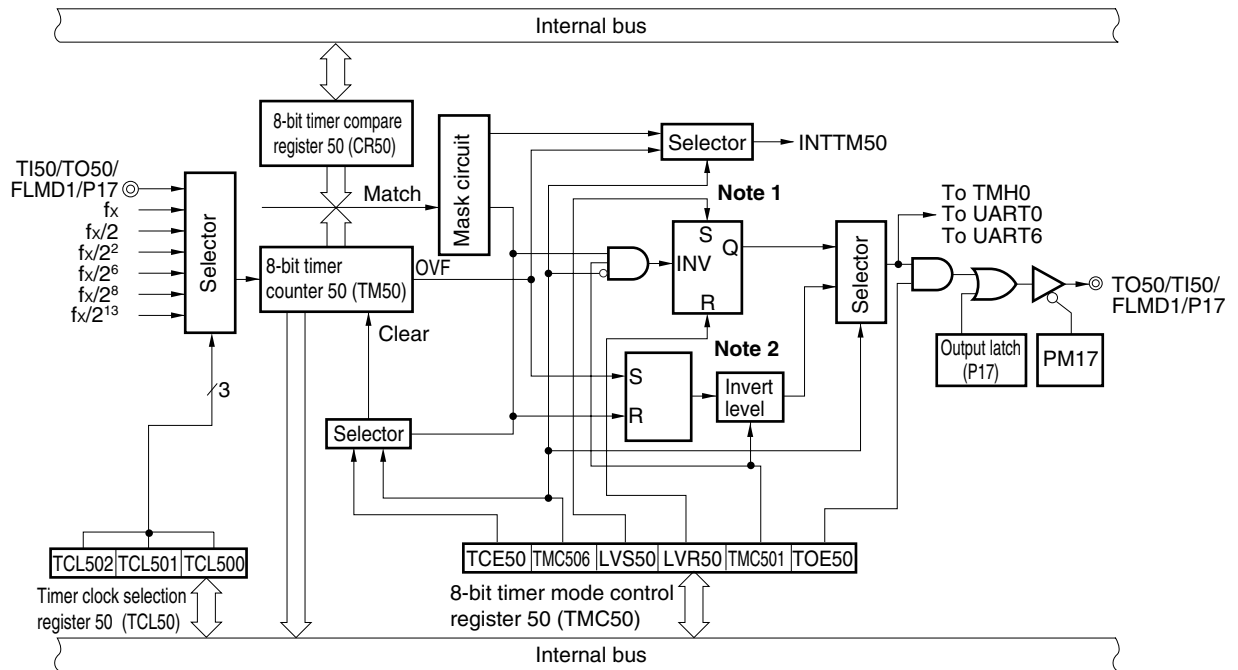 Internal bus
8-bit timer compare
register 50 (CR50)
Mask circuit
Selector
INTTM50
TI50/TO50/
FLMD1/P17
fx
fx/2
fx/2²
fx/2⁶
fx/2⁸
fx/2¹³
Selector
Match
Note 1
S
Q
INV
R
Selector
To TMH0
To UART0
To UART6
8-bit timer
counter 50 (TM50)
OVF
Clear
TO50/TI50/
FLMD1/P17
Note 2
Output latch
(P17)
PM17
S
R
Invert
level
3
Selector
TCL502
TCL501
TCL500
Timer clock selection
register 50 (TCL50)
TCE50
TMC506
LVS50
LVR50
TMC501
TOE50
8-bit timer mode control
register 50 (TMC50)
Internal bus